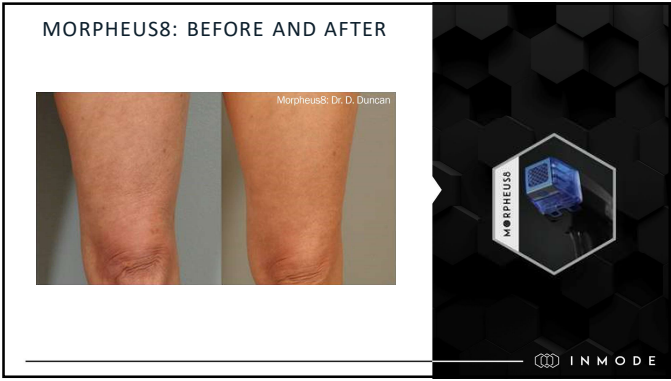 MORPHEUS8: BEFORE AND AFTER
Morpheus8: Dr. D. Duncan
MORPHEUS8
INMODE